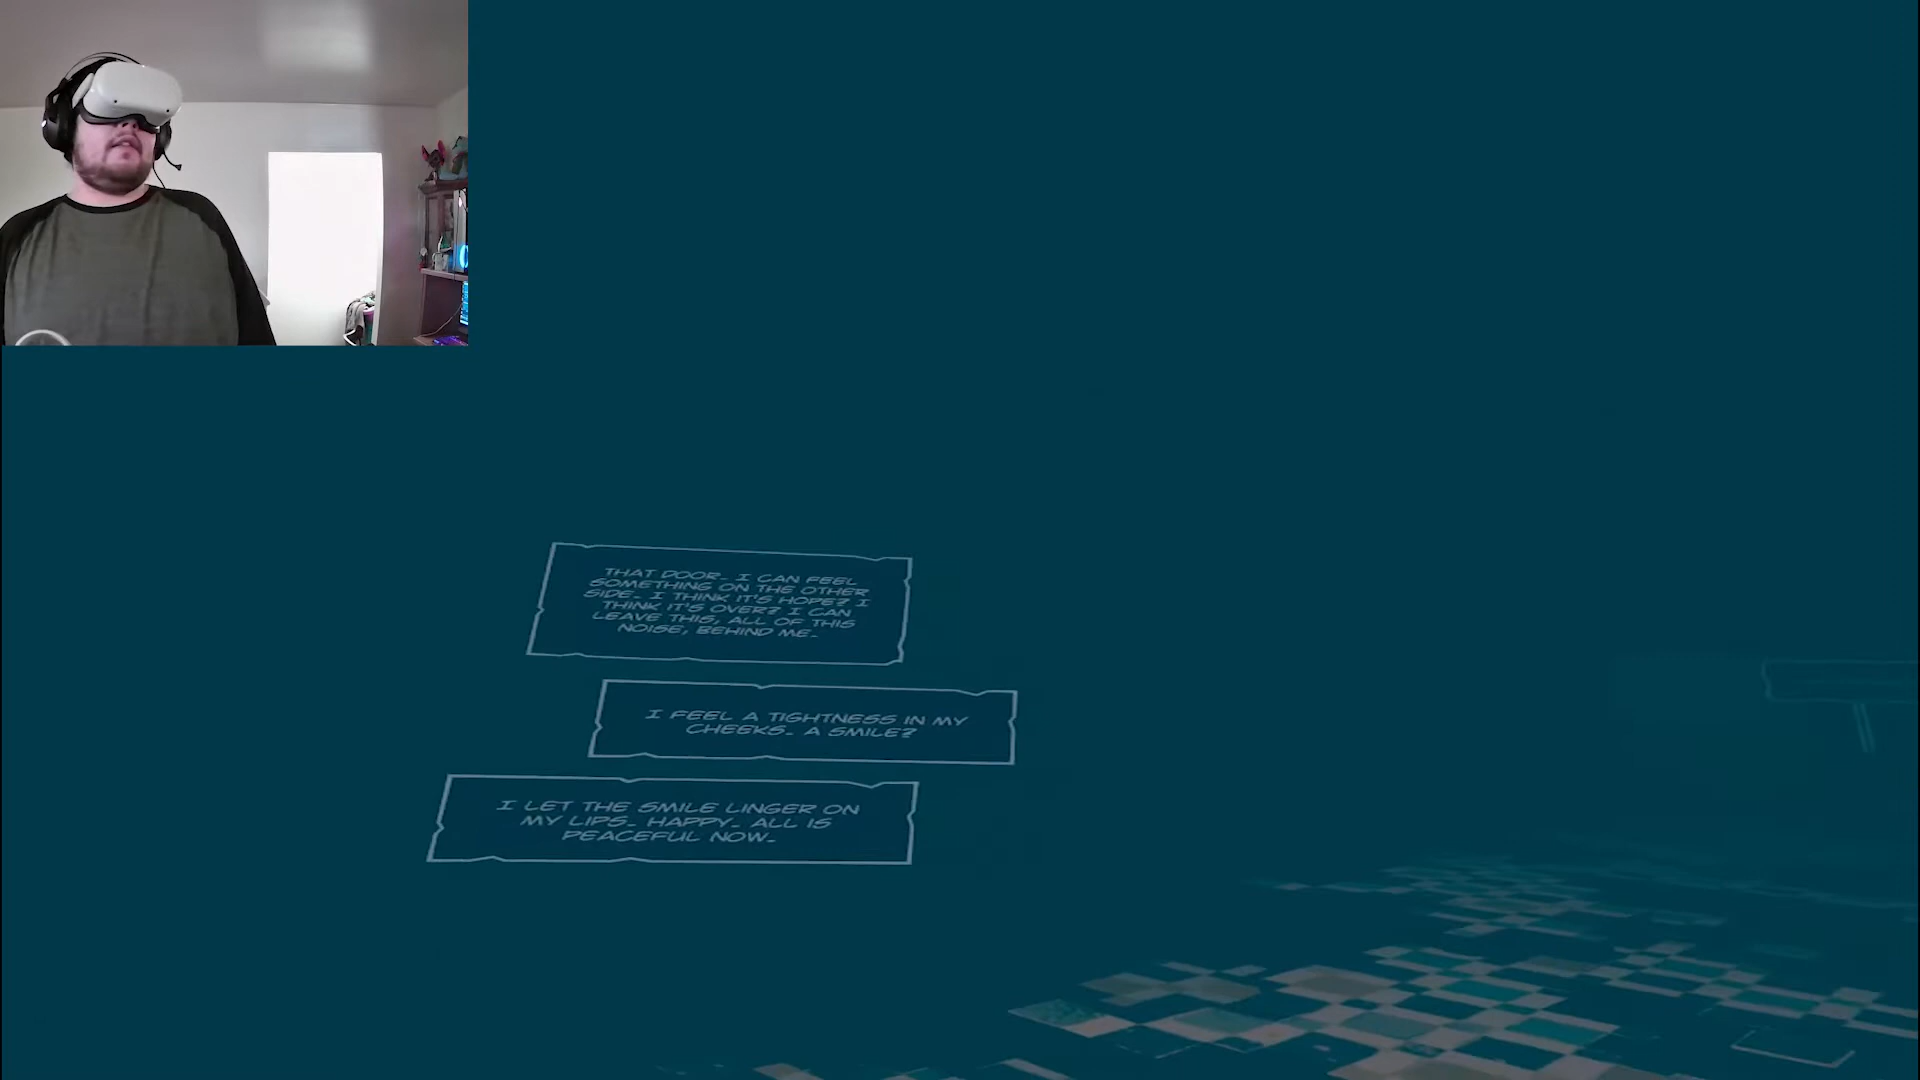 THAT DOOR. I CAN FEEL
SOMETHING ON THE OTHER
SIDE. I THINK IT'S HOPE? I
THINK IT'S OVER? I CAN
LEAVE THIS, ALL OF THIS
NOISE, BEHIND ME.
I FEEL A TIGHTNESS IN MY
CHEEKS. A SMILE?
I LET THE SMILE LINGER ON
MY LIPS. HAPPY. ALL IS
PEACEFUL NOW.